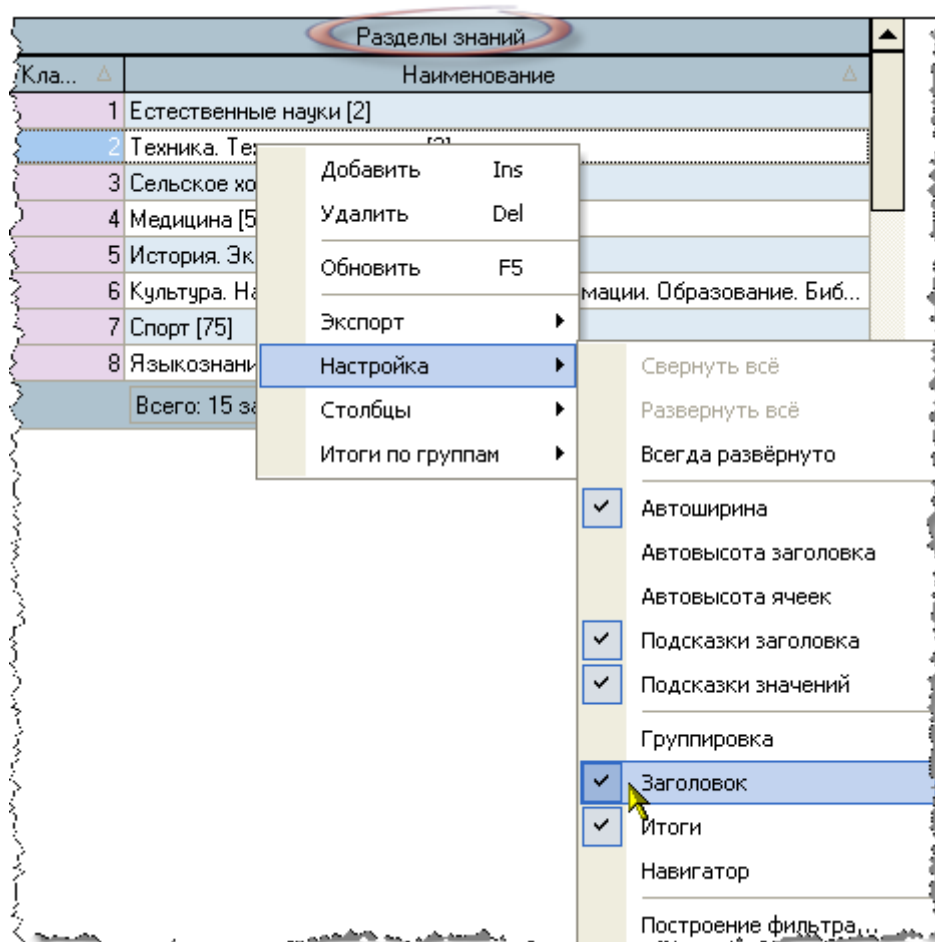 Разделы знаний
Кла... Наименование
1 Естественные науки [2]
2 Техника. Те
3 Сельское хо
4 Медицина [5
5 История. Эк
6 Культура. На мации. Образование. Биб...
7 Спорт [75]
8 Языкознани
Всего: 15 за
Добавить Ins
Удалить Del
Обновить F5
Экспорт
Настройка
Столбцы
Итоги по группам
Свернуть всё
Развернуть всё
Всегда развёрнуто
Автоширина
Автовысота заголовка
Автовысота ячеек
Подсказки заголовка
Подсказки значений
Группировка
Заголовок
Итоги
Навигатор
Построение фильтра...